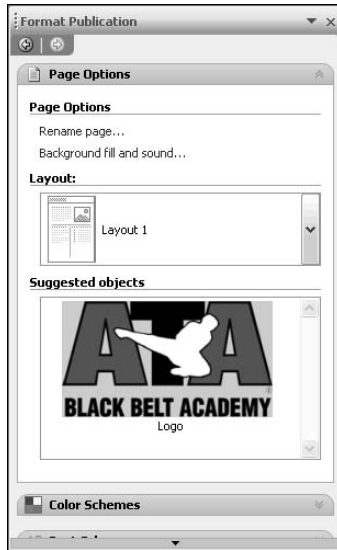 Format Publication
Page Options
Page Options
Rename page...
Background fill and sound...
Layout:
Layout 1
Suggested objects
ATA
BLACK BELT ACADEMY
Logo
Color Schemes